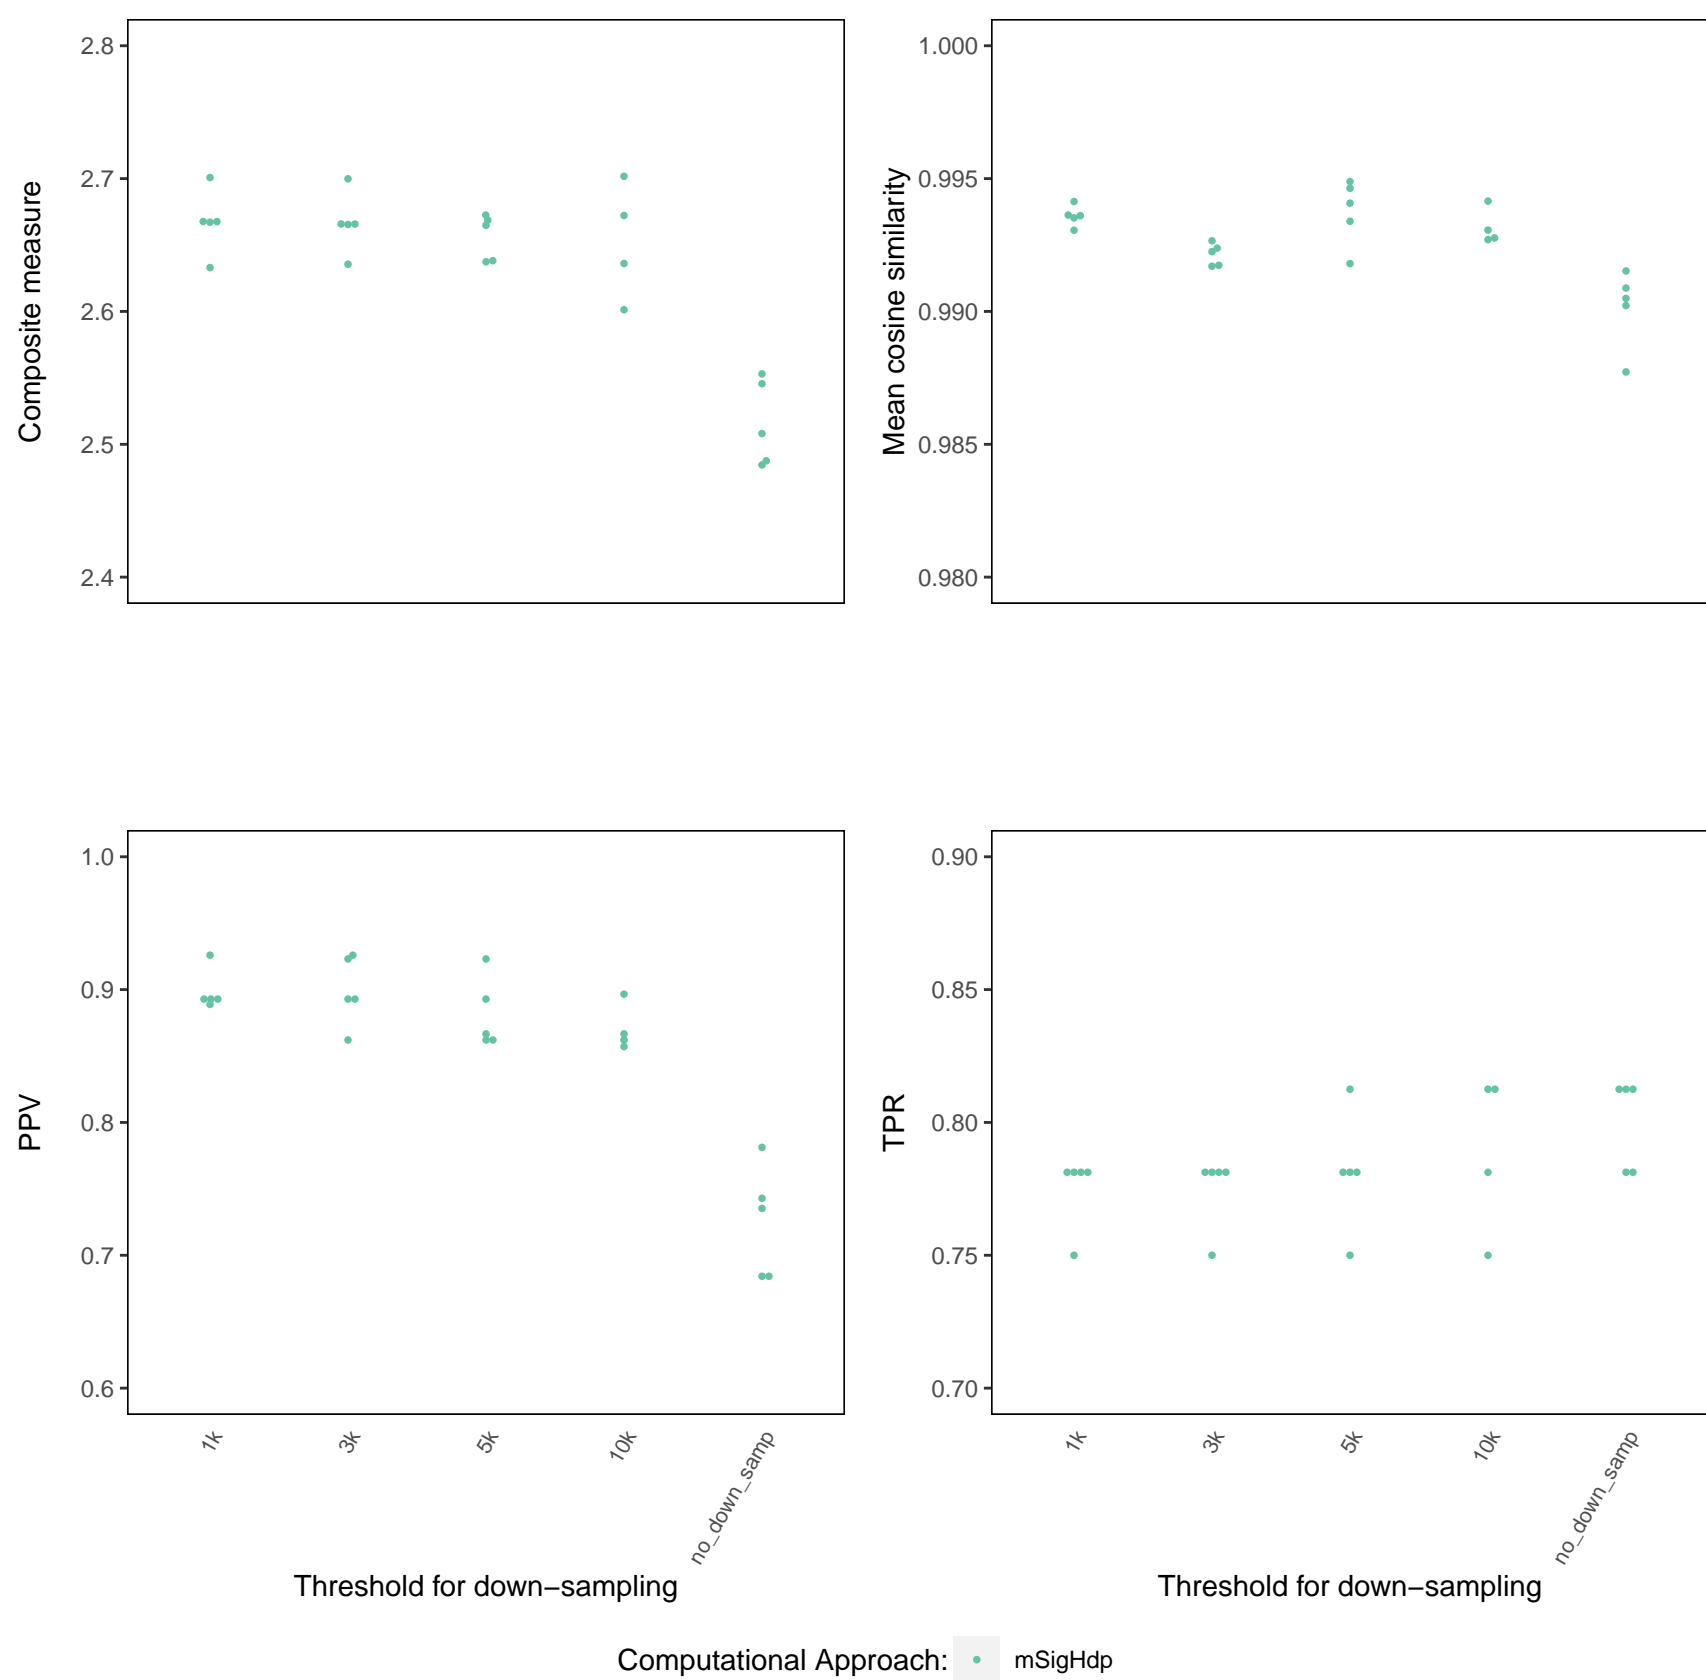 2.8
2.7
2.6
2.5
2.4
Composite measure
1.000
0.995
0.990
0.985
0.980
Mean cosine similarity
1.0
0.9
0.8
0.7
0.6
PPV
1k
3k
5k
10k
no_down_samp
Threshold for down−sampling
0.90
0.85
0.80
0.75
0.70
TPR
1k
3k
5k
10k
no_down_samp
Threshold for down−sampling
Computational Approach: mSigHdp